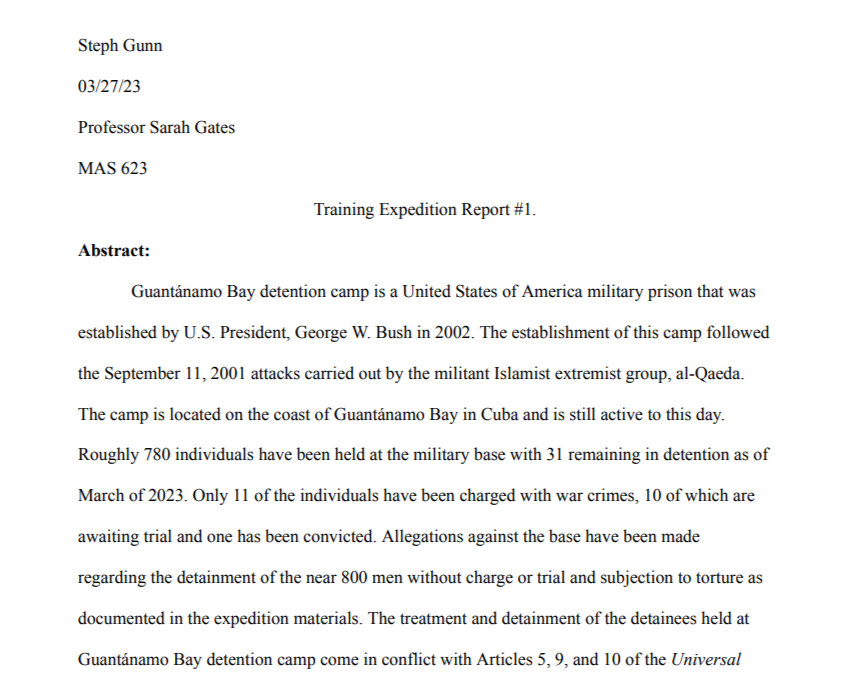 Steph Gunn
03/27/23
Professor Sarah Gates
MAS 623
Training Expedition Report #1.
Abstract:
Guantánamo Bay detention camp is a United States of America military prison that was
established by U.S. President, George W. Bush in 2002. The establishment of this camp followed
the September 11, 2001 attacks carried out by the militant Islamist extremist group, al-Qaeda.
The camp is located on the coast of Guantánamo Bay in Cuba and is still active to this day.
Roughly 780 individuals have been held at the military base with 31 remaining in detention as of
March of 2023. Only 11 of the individuals have been charged with war crimes, 10 of which are
awaiting trial and one has been convicted. Allegations against the base have been made
regarding the detainment of the near 800 men without charge or trial and subjection to torture as
documented in the expedition materials. The treatment and detainment of the detainees held at
Guantánamo Bay detention camp come in conflict with Articles 5, 9, and 10 of the Universal